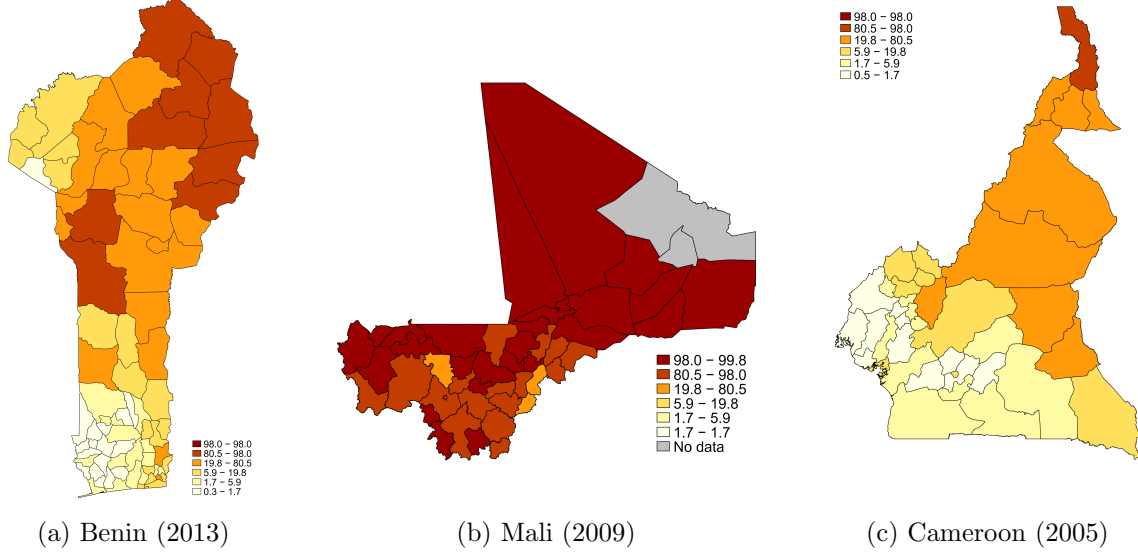 98.0 − 98.0
80.5 − 98.0
19.8 − 80.5
5.9 − 19.8
1.7 − 5.9
0.3 − 1.7
(a) Benin (2013)
98.0 − 99.8
80.5 − 98.0
19.8 − 80.5
5.9 − 19.8
1.7 − 5.9
1.7 − 1.7
No data
(b) Mali (2009)
98.0 − 98.0
80.5 − 98.0
19.8 − 80.5
5.9 − 19.8
1.7 − 5.9
0.5 − 1.7
(c) Cameroon (2005)